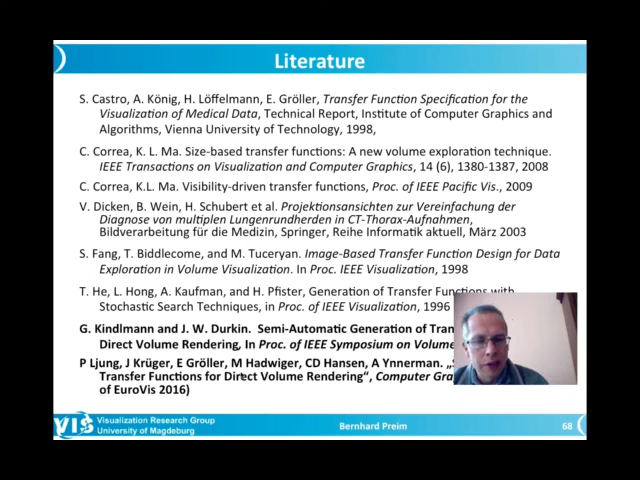 Literature
S. Castro, A. König, H. Löffelmann, E. Gröller, Transfer Function Specification for the
Visualization of Medical Data, Technical Report, Institute of Computer Graphics and
Algorithms, Vienna University of Technology, 1998,
C. Correa, K. L. Ma. Size-based transfer functions: A new volume exploration technique.
IEEE Transactions on Visualization and Computer Graphics, 14 (6), 1380-1387, 2008
C. Correa, K.L. Ma. Visibility-driven transfer functions, Proc. of IEEE Pacific Vis., 2009
V. Dicken, B. Wein, H. Schubert et al. Projektionsansichten zur Vereinfachung der
Diagnose von multiplen Lungenrundherden in CT-Thorax-Aufnahmen,
Bildverarbeitung für die Medizin, Springer, Reihe Informatik aktuell, März 2003
S. Fang, T. Biddlecome, and M. Tuceryan. Image-Based Transfer Function Design for Data
Exploration in Volume Visualization. In Proc. IEEE Visualization, 1998
T. He, L. Hong, A. Kaufman, and H. Pfister, Generation of Transfer Functions with
Stochastic Search Techniques, in Proc. of IEEE Visualization, 1996
G. Kindlmann and J. W. Durkin. Semi-Automatic Generation of Tran
Direct Volume Rendering, In Proc. of IEEE Symposium on Volume
P Ljung, J Krüger, E Gröller, M Hadwiger, CD Hansen, A Ynnerman. „S
Transfer Functions for Direct Volume Rendering“, Computer Gra
of EuroVis 2016)
VIS Visualization Research Group
University of Magdeburg
Bernhard Preim
68